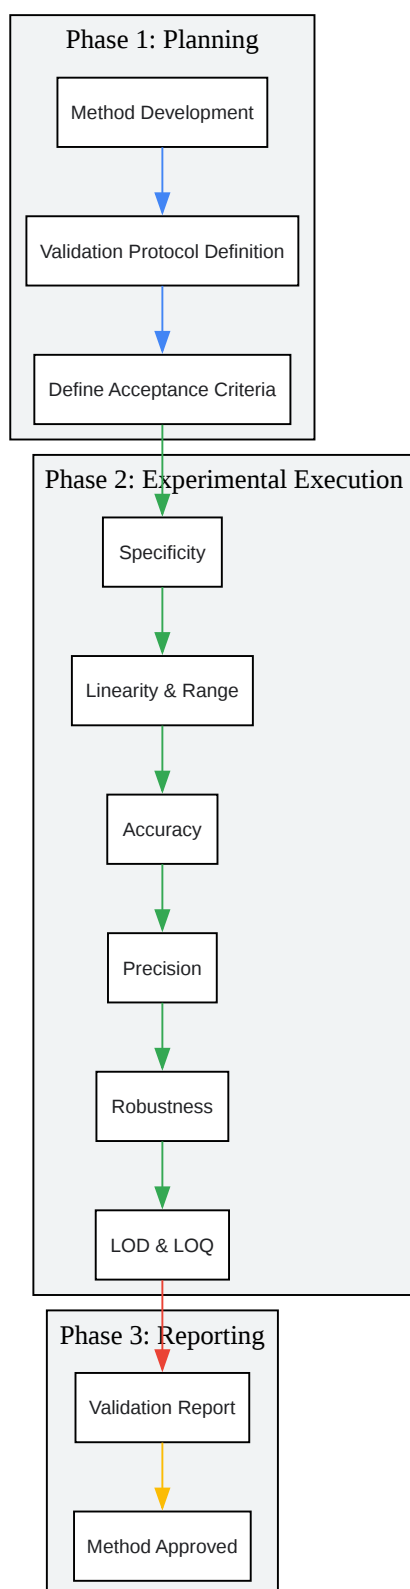 Phase 1: Planning
Method Development
Validation Protocol Definition
Define Acceptance Criteria
Phase 2: Experimental Execution
Specificity
Linearity & Range
Accuracy
Precision
Robustness
LOD & LOQ
Phase 3: Reporting
Validation Report
Method Approved